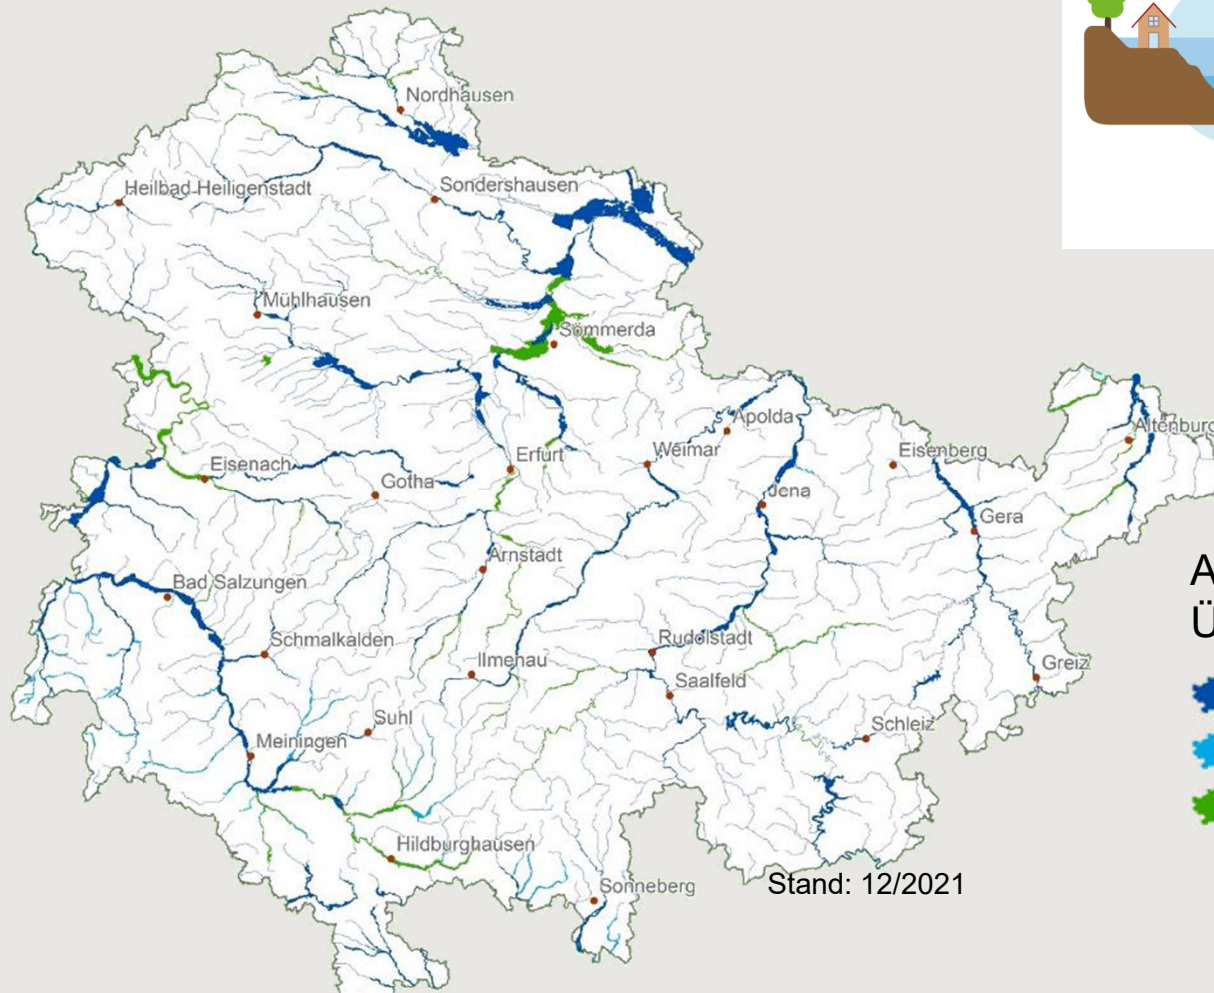 Nordhausen
Heilbad Heiligenstadt
Sondershausen
Mühlhausen
Sömmerda
Apolda
Altenburg
Eisenach
Erfurt
Weimar
Eisenberg
Gotha
Jena
Gera
Arnstadt
Bad Salzungen
A
Ü
Schmalkalden
Rudolstadt
Ilmenau
Greiz
Saalfeld
Suhl
Schleiz
Meiningen
Hildburghausen
Sonneberg
Stand: 12/2021